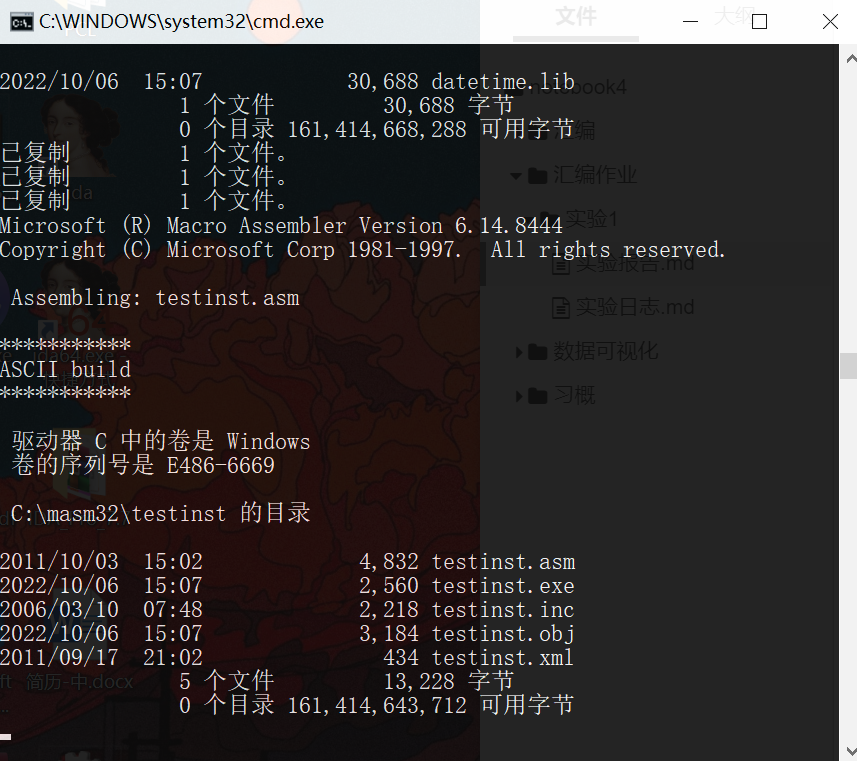 C:\WINDOWS\system32\cmd.exe
文件
大纲
2022/10/06  15:07            30,688 datetime.lib
               1 个文件         30,688 字节
               0 个目录 161,414,668,288 可用字节
已复制         1 个文件。
已复制         1 个文件。
已复制         1 个文件。
Microsoft (R) Macro Assembler Version 6.14.8444
Copyright (C) Microsoft Corp 1981-1997.  All rights reserved.
 Assembling: testinst.asm
***********
ASCII build
***********
 驱动器 C 中的卷是 Windows
 卷的序列号是 E486-6669
 C:\masm32\testinst 的目录
2011/10/03  15:02             4,832 testinst.asm
2022/10/06  15:07             2,560 testinst.exe
2006/03/10  07:48             2,218 testinst.inc
2022/10/06  15:07             3,184 testinst.obj
2011/09/17  21:02               434 testinst.xml
               5 个文件         13,228 字节
               0 个目录 161,414,643,712 可用字节
汇编作业
实验1
实验报告.md
实验日志.md
数据可视化
习概
ida64.exe -
简历-中.docx